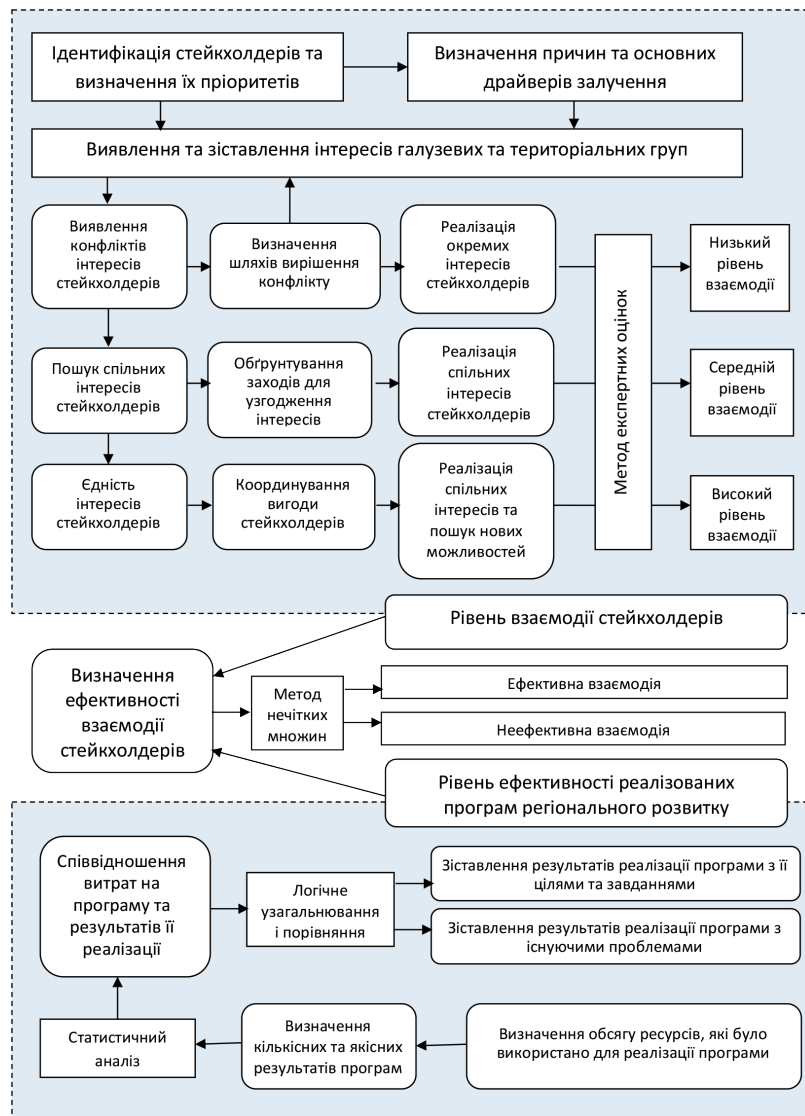 Ідентифікація стейкхолдерів та
визначення їх пріоритетів
Визначення причин та основних
драйверів залучення
Виявлення та зіставлення інтересів галузевих та територіальних груп
Виявлення
конфліктів
інтересів
стейкхолдерів
Визначення
шляхів вирішення
конфлікту
Реалізація
окремих
інтересів
стейкхолдерів
Метод експертних оцінок
Низький
рівень
взаємодії
Пошук спільних
інтересів
стейкхолдерів
Обґрунтування
заходів для
узгодження
інтересів
Реалізація
спільних
інтересів
стейкхолдерів
Середній
рівень
взаємодії
Єдність
інтересів
стейкхолдерів
Координування
вигоди
стейкхолдерів
Реалізація
спільних
інтересів та
пошук нових
можливостей
Високий
рівень
взаємодії
Рівень взаємодії стейкхолдерів
Визначення
ефективності
взаємодії
стейкхолдерів
Метод
нечітких
множин
Ефективна взаємодія
Неефективна взаємодія
Рівень ефективності реалізованих
програм регіонального розвитку
Співвідношення
витрат на
програму та
результатів її
реалізації
Логічне
узагальнювання
і порівняння
Зіставлення результатів реалізації програми з її
цілями та завданнями
Зіставлення результатів реалізації програми з
існуючими проблемами
Статистичний
аналіз
Визначення
кількісних та якісних
результатів програм
Визначення обсягу ресурсів, які було
використано для реалізації програми